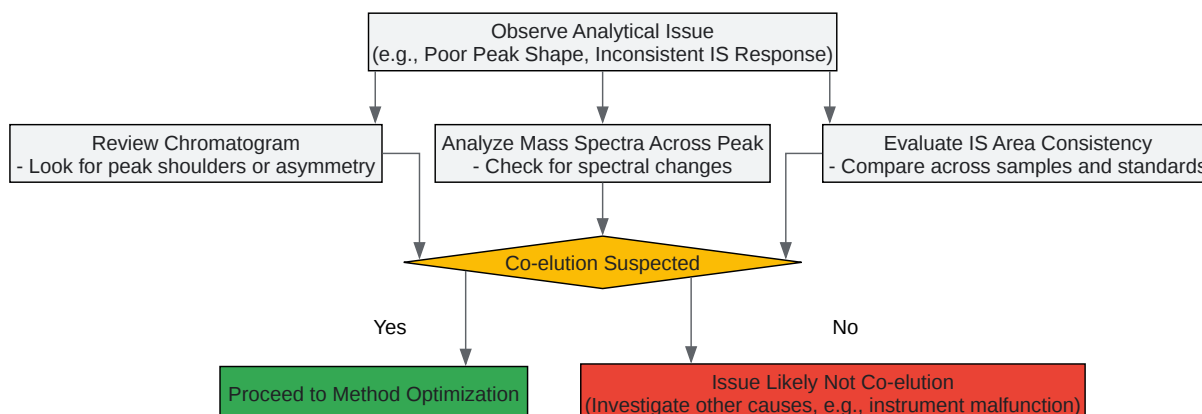 Observe Analytical Issue
(e.g., Poor Peak Shape, Inconsistent IS Response)
Review Chromatogram
- Look for peak shoulders or asymmetry
Analyze Mass Spectra Across Peak
- Check for spectral changes
Evaluate IS Area Consistency
- Compare across samples and standards
Co-elution Suspected
Yes
No
Proceed to Method Optimization
Issue Likely Not Co-elution
(Investigate other causes, e.g., instrument malfunction)